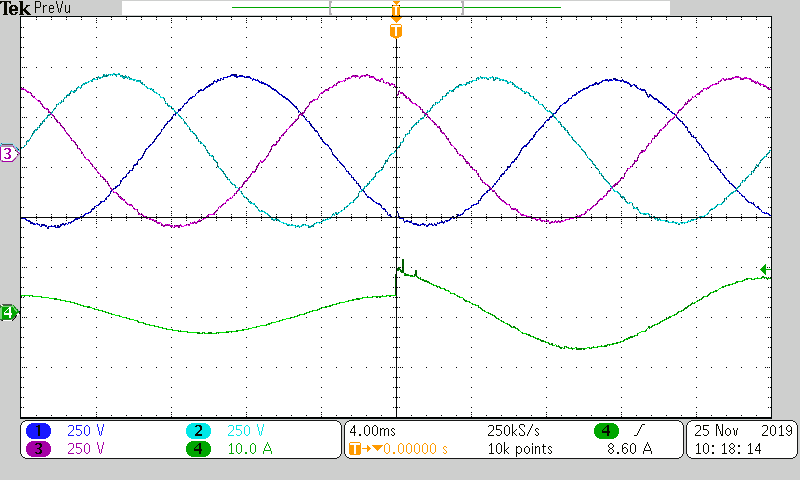 Tek PreVu
T
T
3
4
1 250 V 2 250 V 4.00ms 250kS/s 4 25 Nov 2019
3 250 V 4 10.0 A T 0.00000 s 10k points 8.60 A 10:18:14